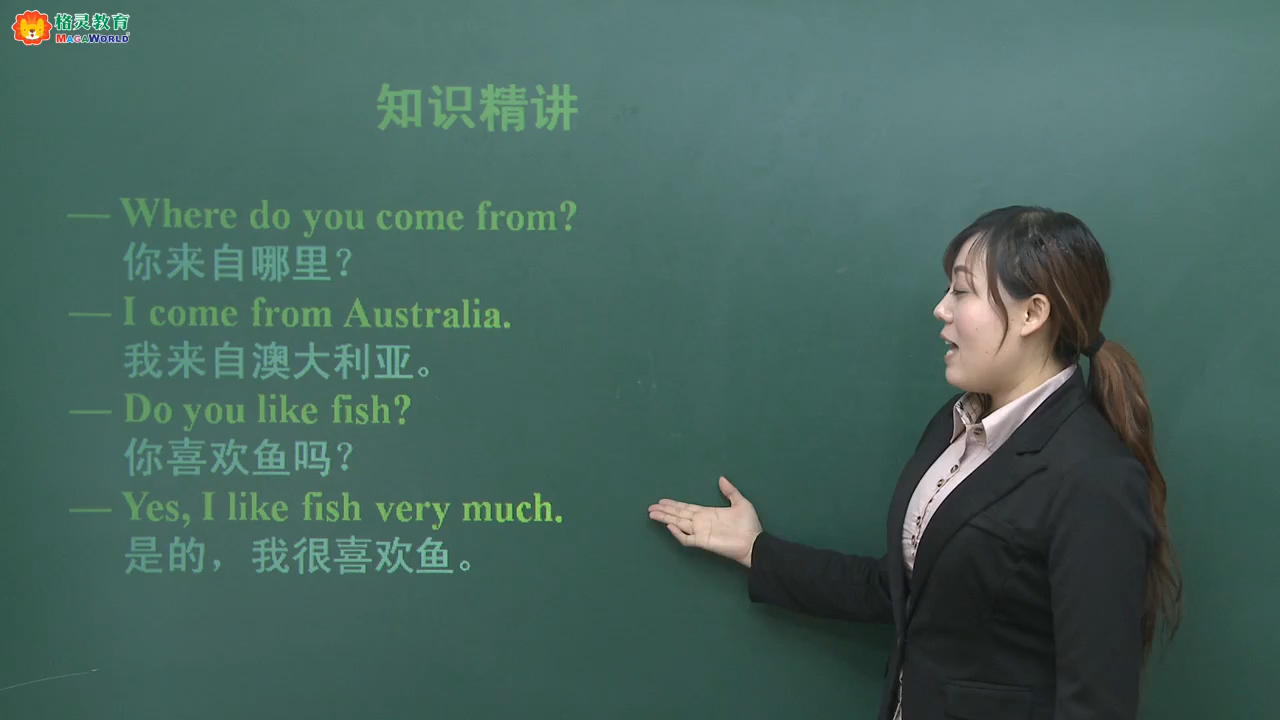 格灵教育
MAGAWORLD
知识精讲
— Where do you come from?
你来自哪里？
— I come from Australia.
我来自澳大利亚。
— Do you like fish?
你喜欢鱼吗？
— Yes, I like fish very much.
是的，我很喜欢鱼。